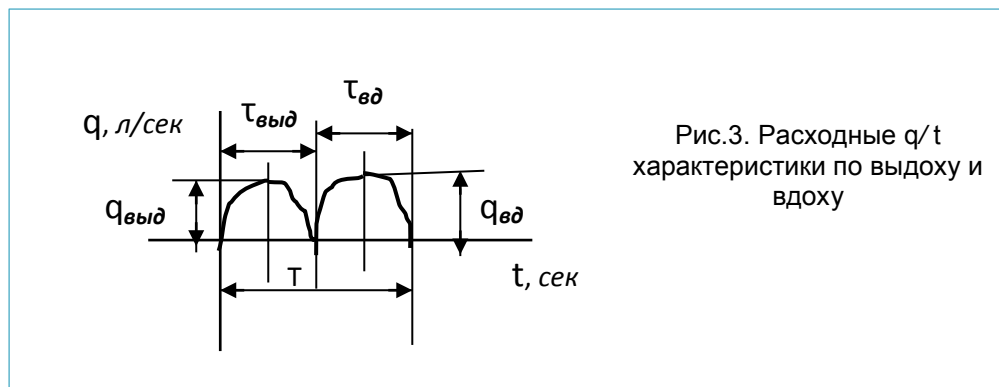 τвд
τвыд
q, л/сек
Рис.3. Расходные q/ t
характеристики по выдоху и
вдоху
qвыд
qвд
T
t, сек